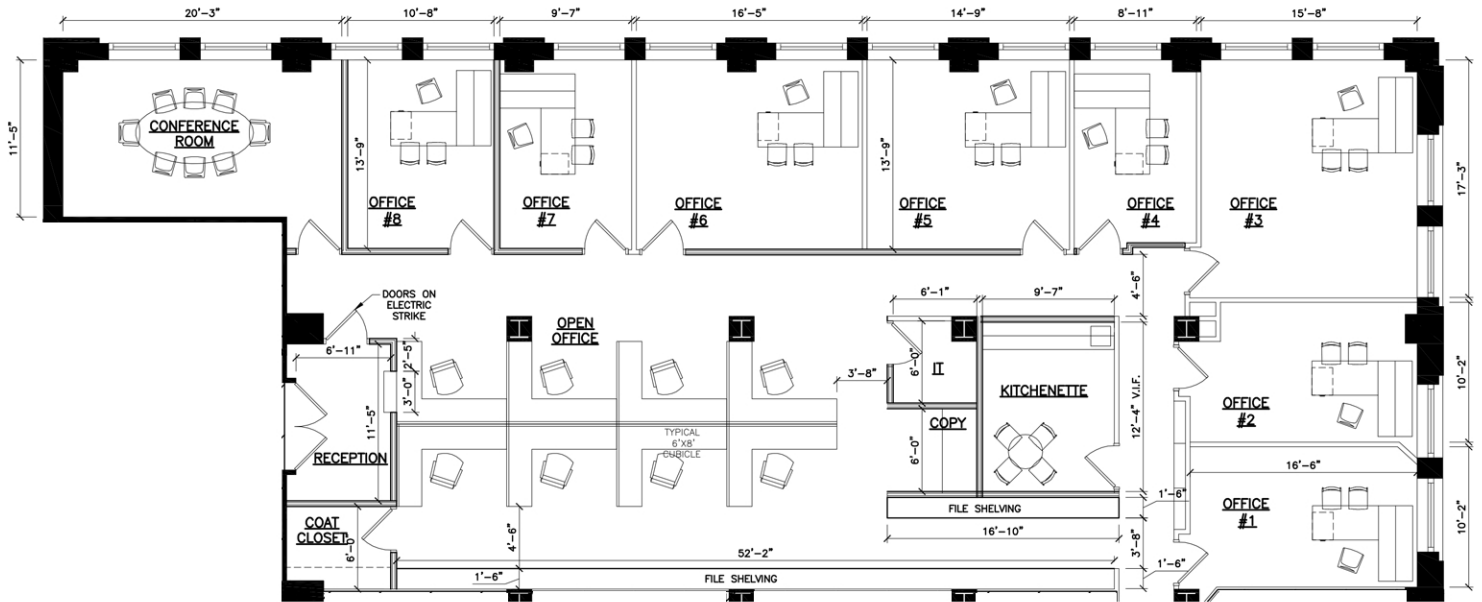 20'-3"
10'-8"
9'-7"
16'-5"
14'-9"
8'-11"
15'-8"
11'-5"
CONFERENCE
ROOM
13'-9"
OFFICE
#8
OFFICE
#7
OFFICE
#6
13'-9"
OFFICE
#5
OFFICE
#4
OFFICE
#3
17'-3"
DOORS ON
ELECTRIC
STRIKE
OPEN
OFFICE
6'-1"
9'-7"
4'-6"
6'-11"
2'-5"
3'-0"
11'-5"
RECEPTION
3'-8"
6'-0"
IT
KITCHENETTE
12'-4" V.I.F.
COPY
6'-0"
TYPICAL
6'X8'
CUBICLE
OFFICE
#2
10'-2"
16'-6"
OFFICE
#1
10'-2"
COAT
CLOSET
6'-0"
4'-6"
FILE SHELVING
1'-6"
16'-10"
3'-8"
52'-2"
1'-6"
FILE SHELVING
1'-6"